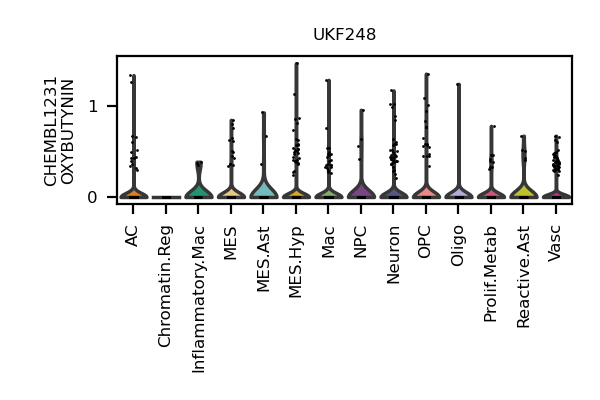 UKF248
CHEMBL1231
OXYBUTYNIN
1
0
AC
Chromatin.Reg
Inflammatory.Mac
MES
MES.Ast
MES.Hyp
Mac
NPC
Neuron
OPC
Oligo
Prolif.Metab
Reactive.Ast
Vasc